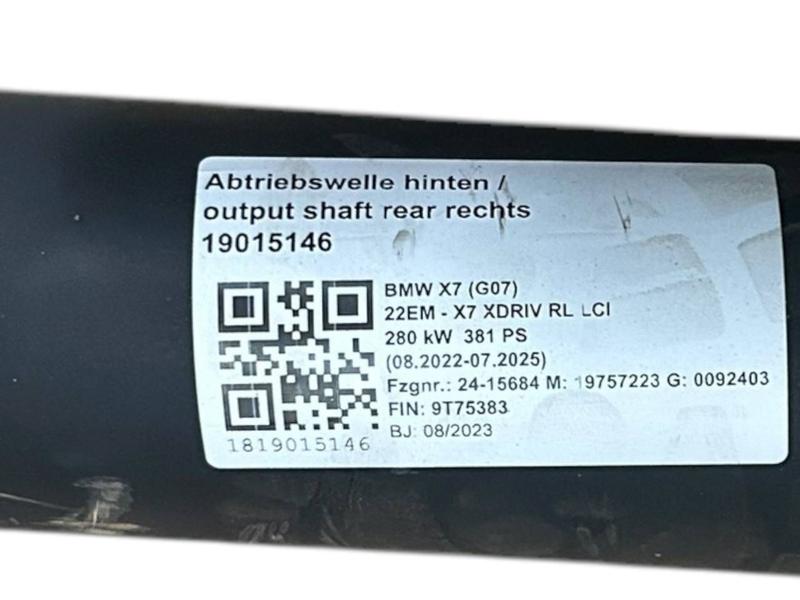 Abtriebswelle hinten /
output shaft rear rechts
19015146
BMW X7 (G07)
22EM - X7 XDRIV RL LCI
280 kW 381 PS
(08.2022-07.2025)
Fzgnr.: 24-15684 M: 19757223 G: 0092403
FIN: 9T75383
BJ: 08/2023
1819015146